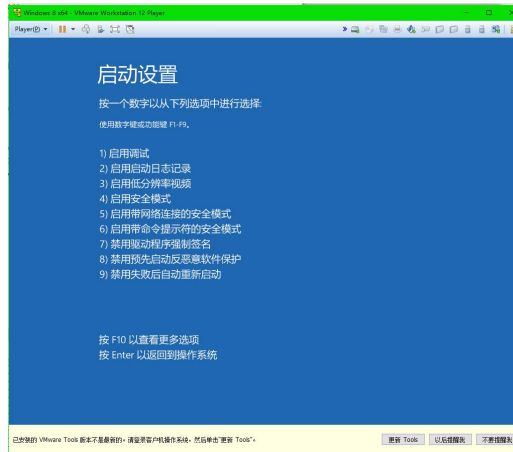 Windows 8 x64 - VMware Workstation 12 Player
Player(P)
启动设置
按一个数字以从下列选项中进行选择:
使用数字键或功能键 F1-F9。
1) 启用调试
2) 启用启动日志记录
3) 启用低分辨率视频
4) 启用安全模式
5) 启用带网络连接的安全模式
6) 启用带命令提示符的安全模式
7) 禁用驱动程序强制签名
8) 禁用预先启动反恶意软件保护
9) 禁用失败后自动重新启动
按 F10 以查看更多选项
按 Enter 以返回到操作系统
已安装的 VMware Tools 版本不是最新的。请登录客户机操作系统，然后单击“更新 Tools”。
更新 Tools
以后提醒我
不要提醒我